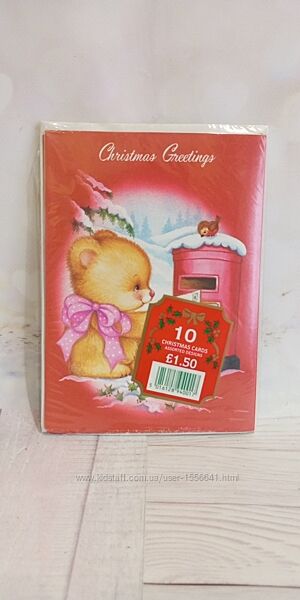 Christmas Greetings
10
CHRISTMAS CARDS
ASSORTED DESIGNS
£1.50
www.kidstaff.com.ua/user-1556641.html